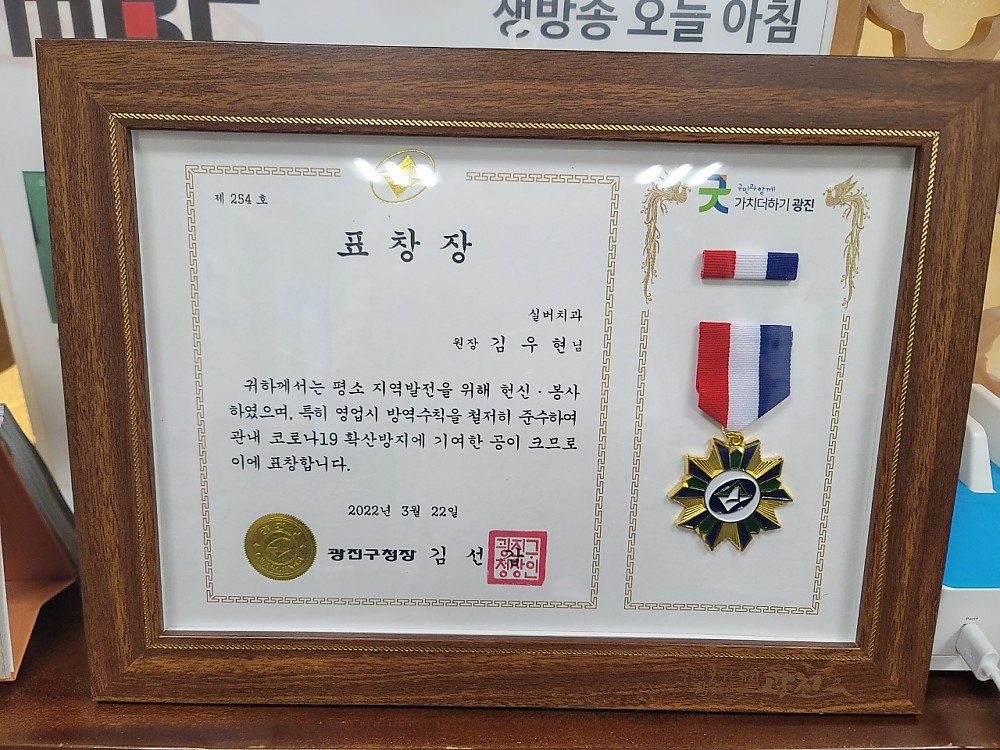 생방송 오늘 아침
제 254 호
구민과 함께
가치더하기 광진
표 창 장
실버치과
원장 김 우 현 님
귀하께서는 평소 지역발전을 위해 헌신 · 봉사
하였으며, 특히 영업시 방역수칙을 철저히 준수하여
관내 코로나19 확산방지에 기여한 공이 크므로
이에 표창합니다.
2022년 3월 22일
광진구청장 김 선 갑
광진구
청장인